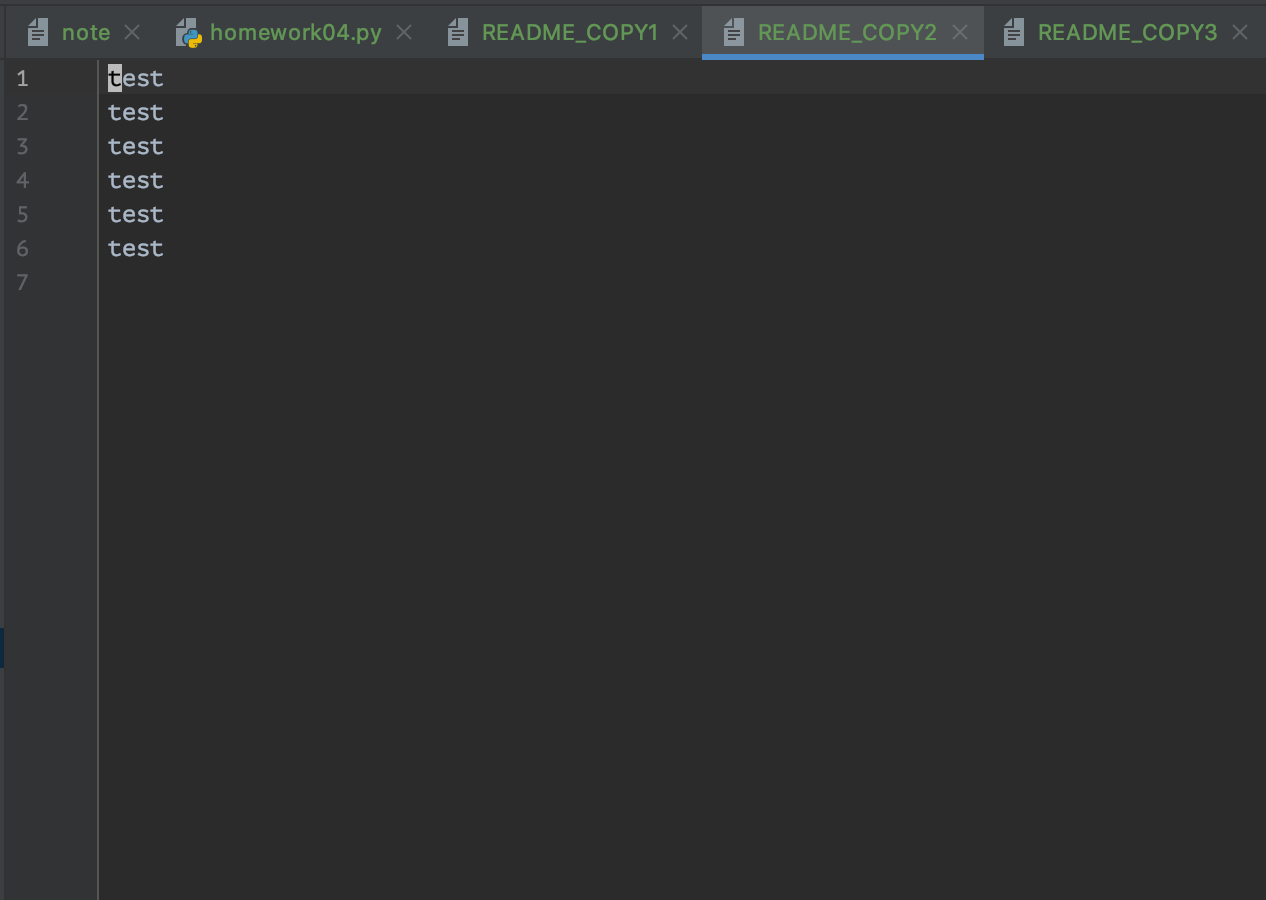 note homework04.py README_COPY1 README_COPY2 README_COPY3
1 test
2 test
3 test
4 test
5 test
6 test
7